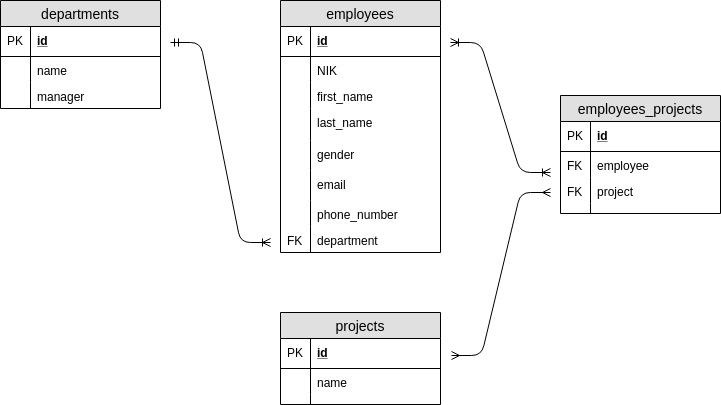 departments
PK id
name
manager
employees
PK id
NIK
first_name
last_name
gender
email
phone_number
FK department
employees_projects
PK id
FK employee
FK project
projects
PK id
name